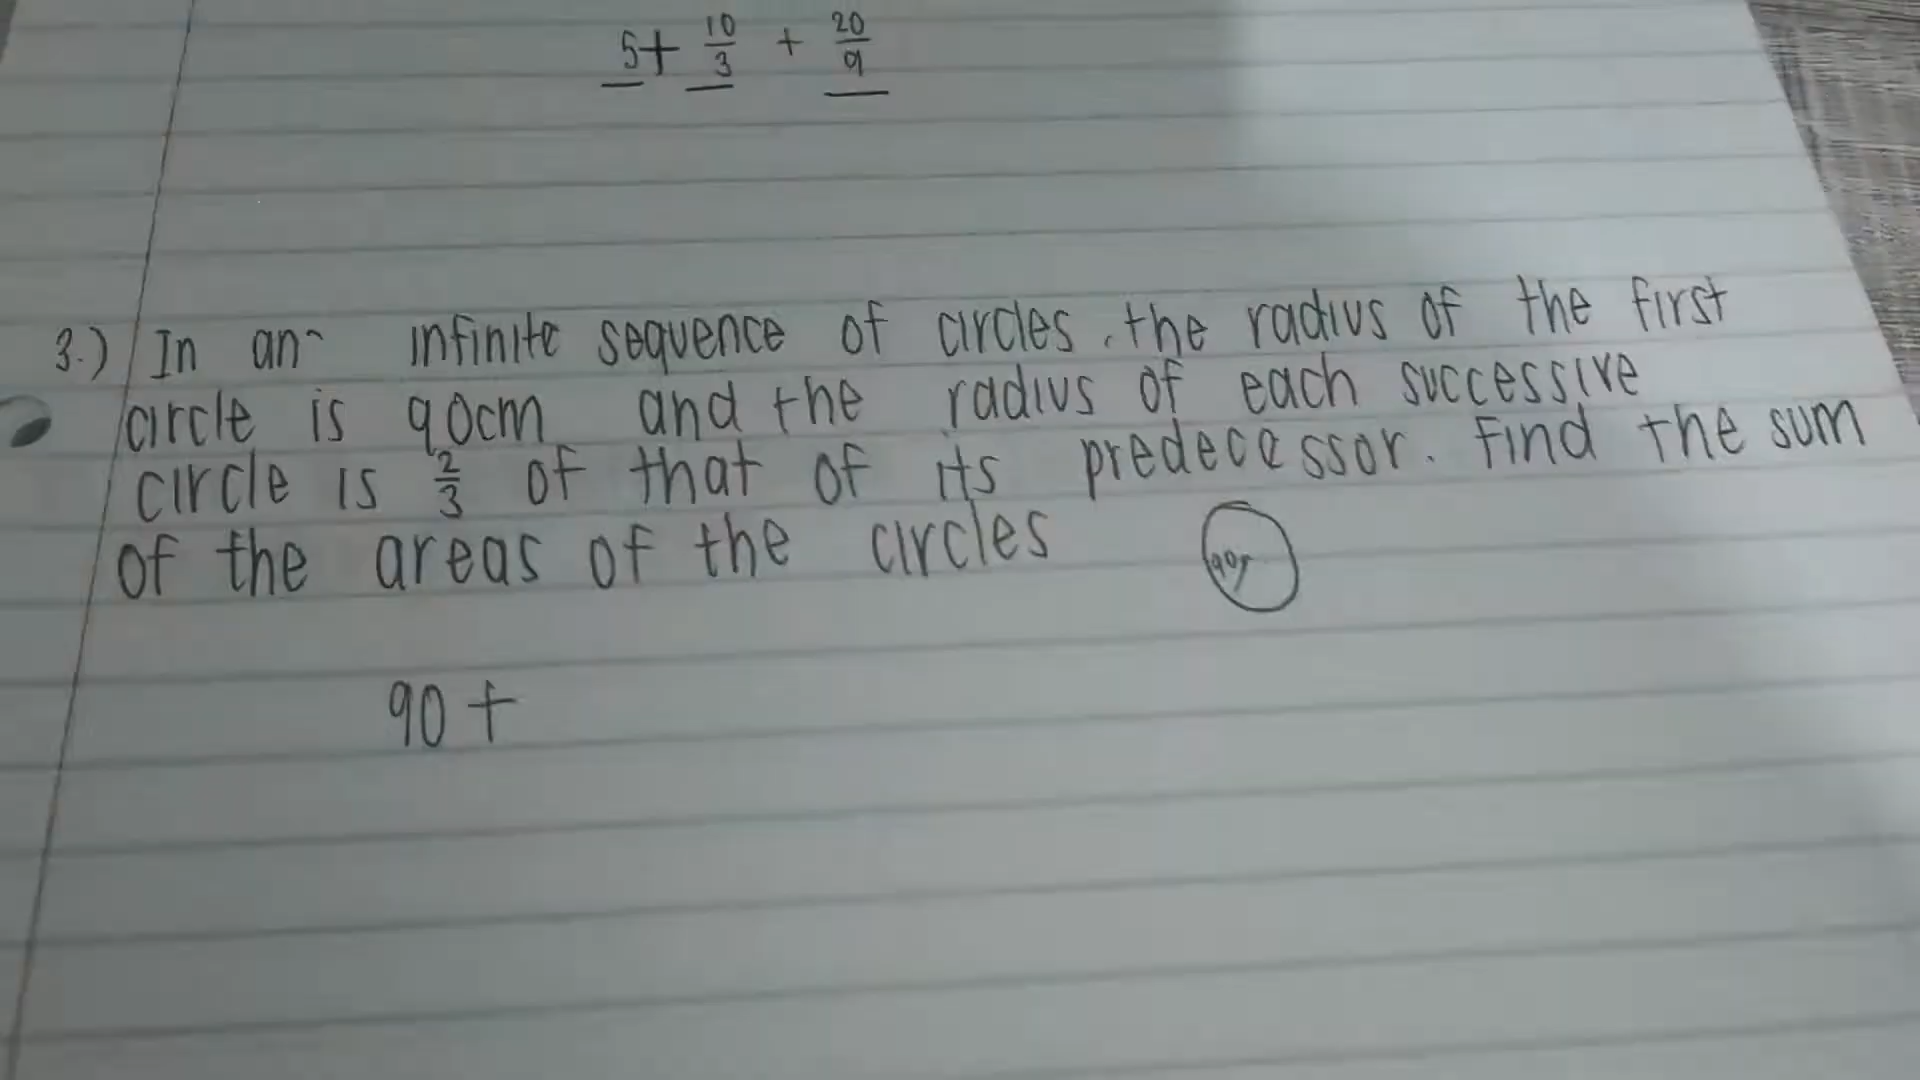 5 + 10/3 + 20/9
3.) In an infinite sequence of circles, the radius of the first
circle is 90cm and the radius of each successive
circle is 2/3 of that of its predecessor. Find the sum
of the areas of the circles
90 +